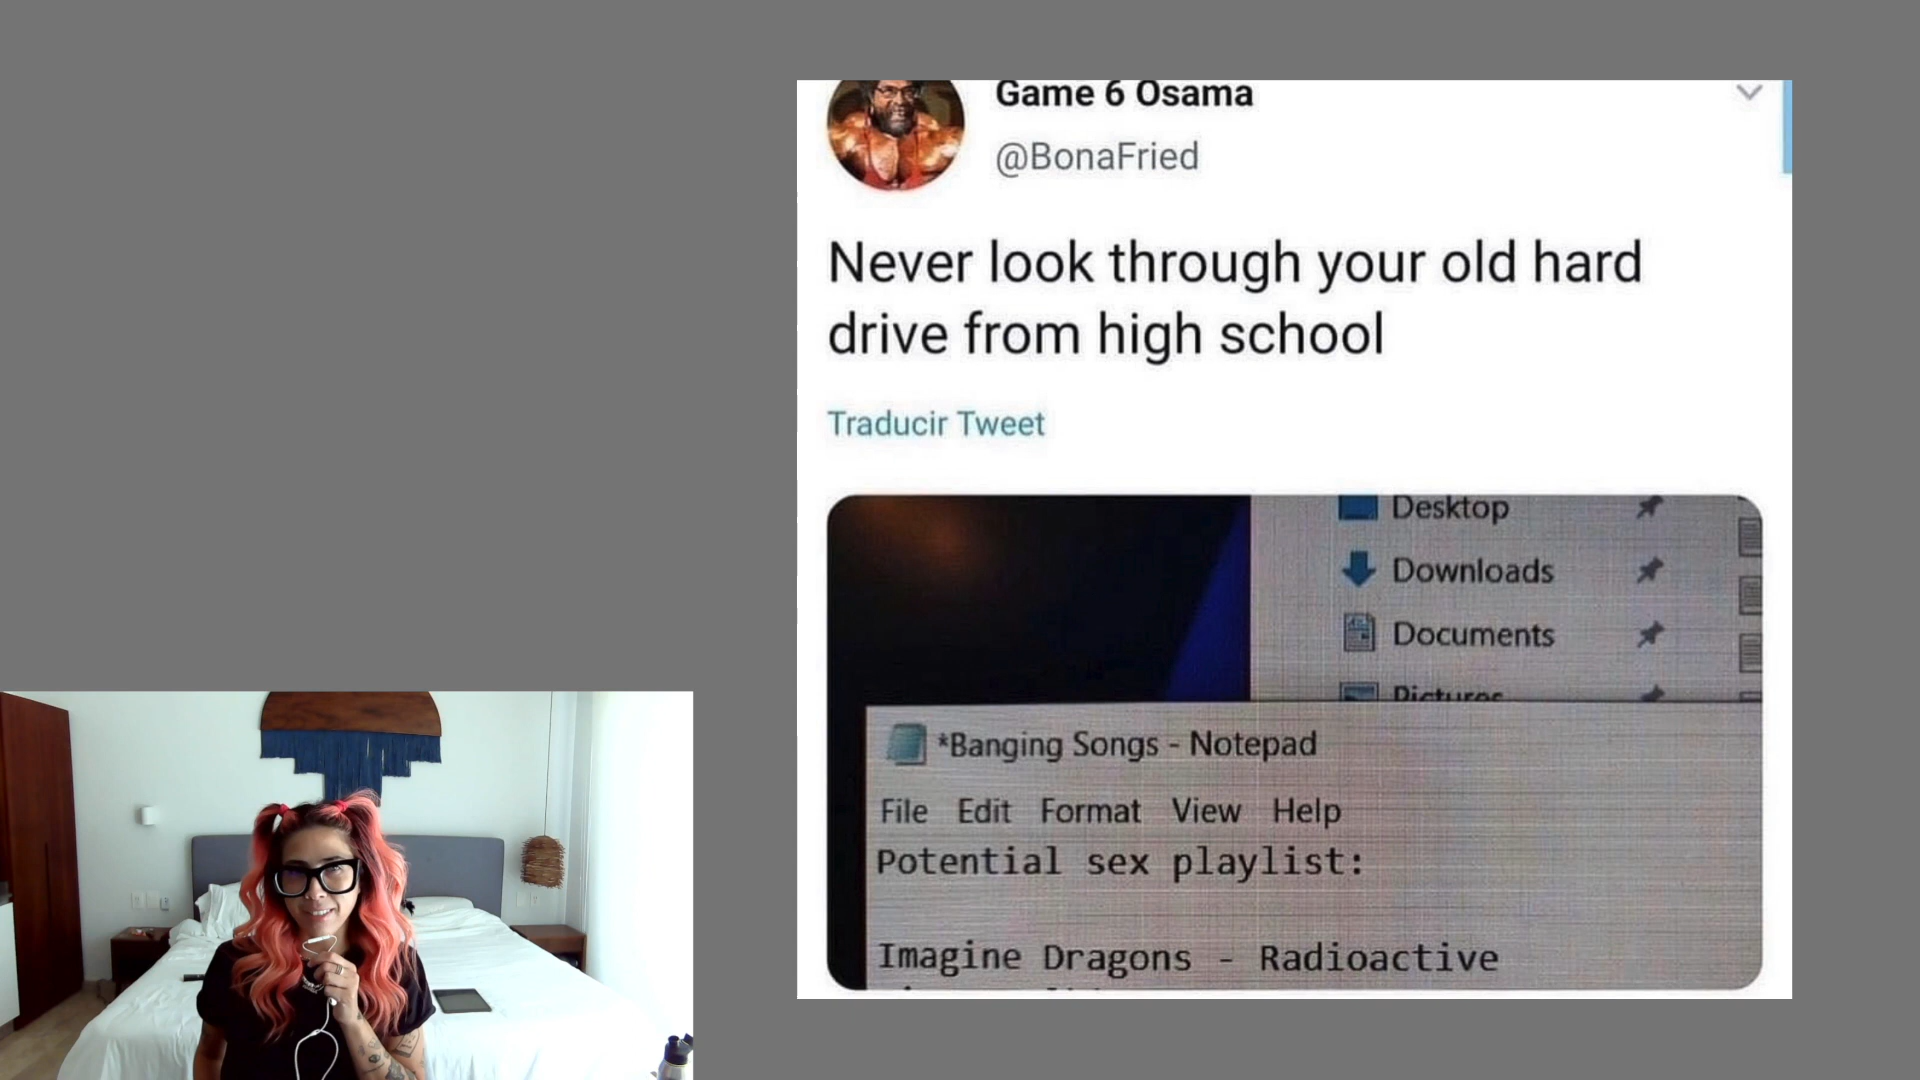 Game 6 Osama
@BonaFried
Never look through your old hard
drive from high school
Traducir Tweet
Desktop
Downloads
Documents
Pictures
*Banging Songs - Notepad
File Edit Format View Help
Potential sex playlist:
Imagine Dragons - Radioactive